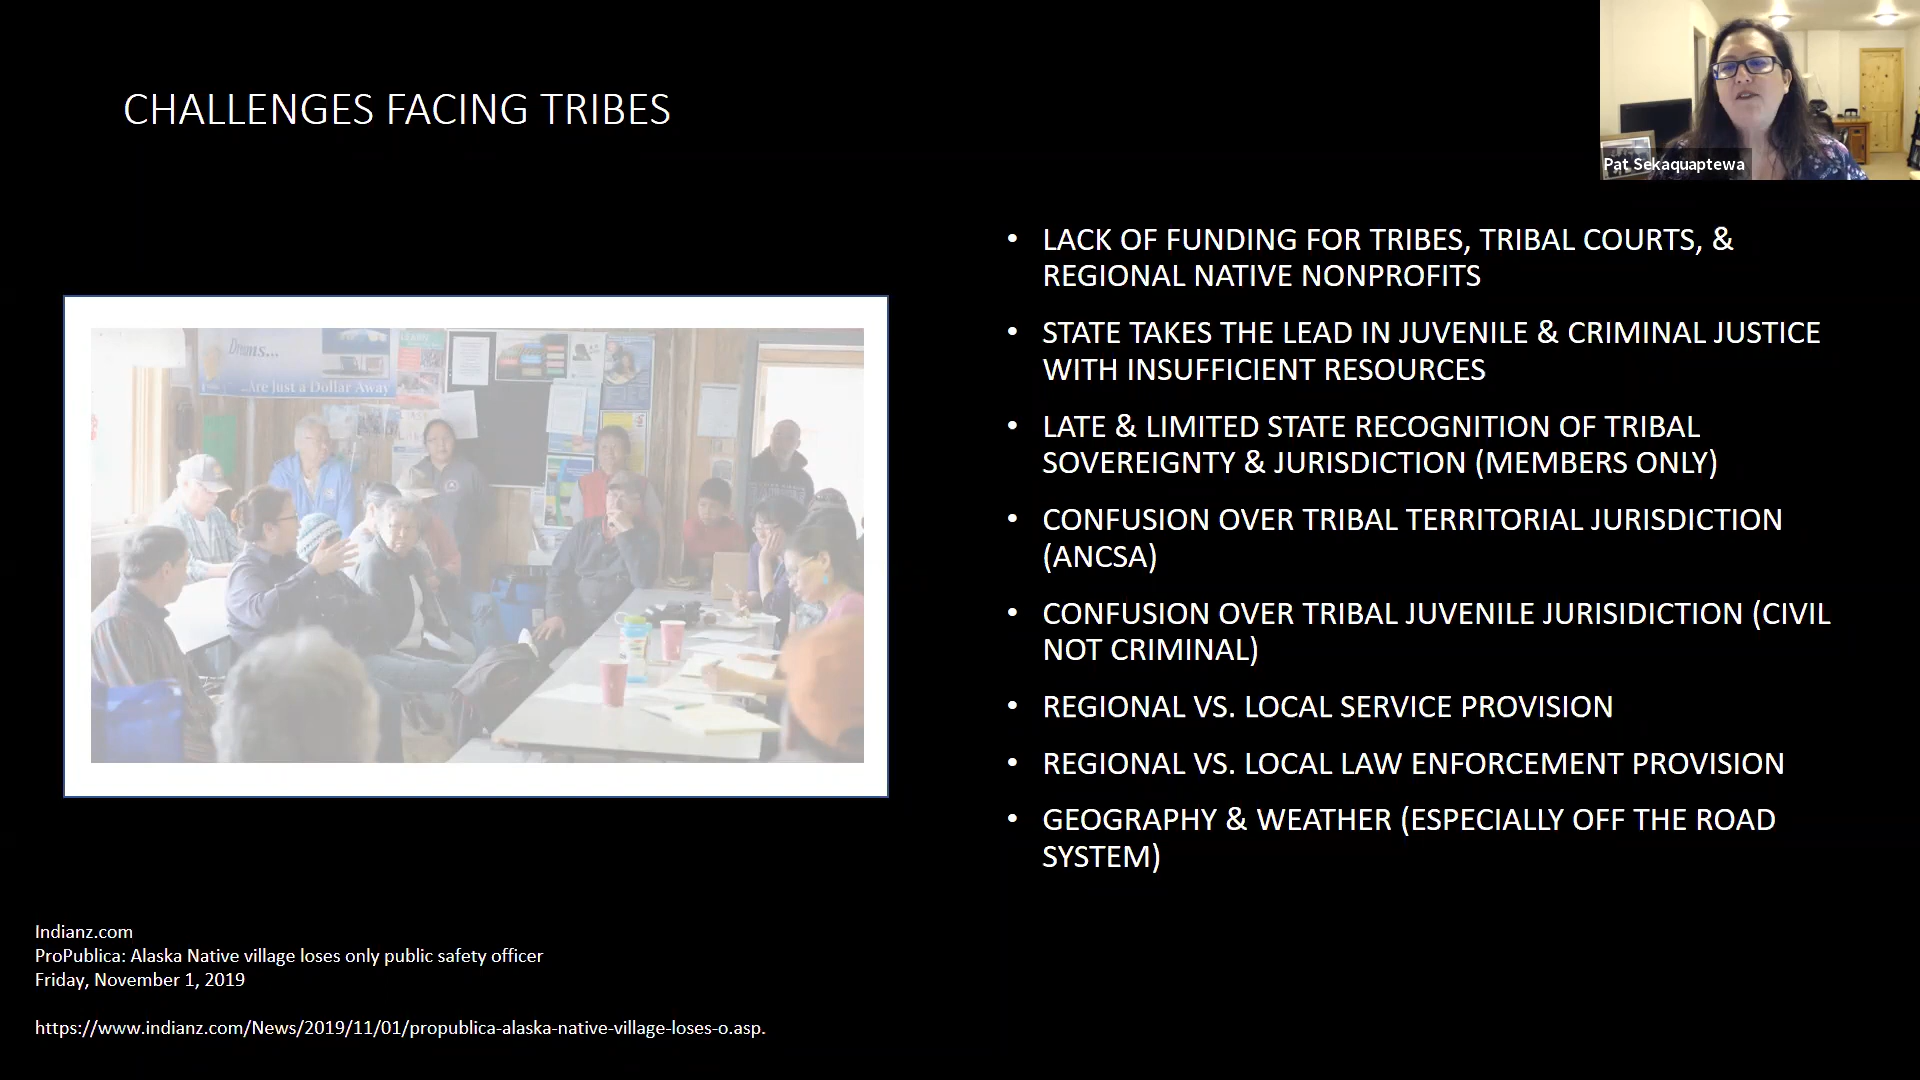 CHALLENGES FACING TRIBES
Pat Sekaquaptewa
• LACK OF FUNDING FOR TRIBES, TRIBAL COURTS, &
REGIONAL NATIVE NONPROFITS
• STATE TAKES THE LEAD IN JUVENILE & CRIMINAL JUSTICE
WITH INSUFFICIENT RESOURCES
• LATE & LIMITED STATE RECOGNITION OF TRIBAL
SOVEREIGNTY & JURISDICTION (MEMBERS ONLY)
• CONFUSION OVER TRIBAL TERRITORIAL JURISDICTION
(ANCSA)
• CONFUSION OVER TRIBAL JUVENILE JURISIDICTION (CIVIL
NOT CRIMINAL)
• REGIONAL VS. LOCAL SERVICE PROVISION
• REGIONAL VS. LOCAL LAW ENFORCEMENT PROVISION
• GEOGRAPHY & WEATHER (ESPECIALLY OFF THE ROAD
SYSTEM)
Dreams...
...Are Just a Dollar Away
Indianz.com
ProPublica: Alaska Native village loses only public safety officer
Friday, November 1, 2019
https://www.indianz.com/News/2019/11/01/propublica-alaska-native-village-loses-o.asp.